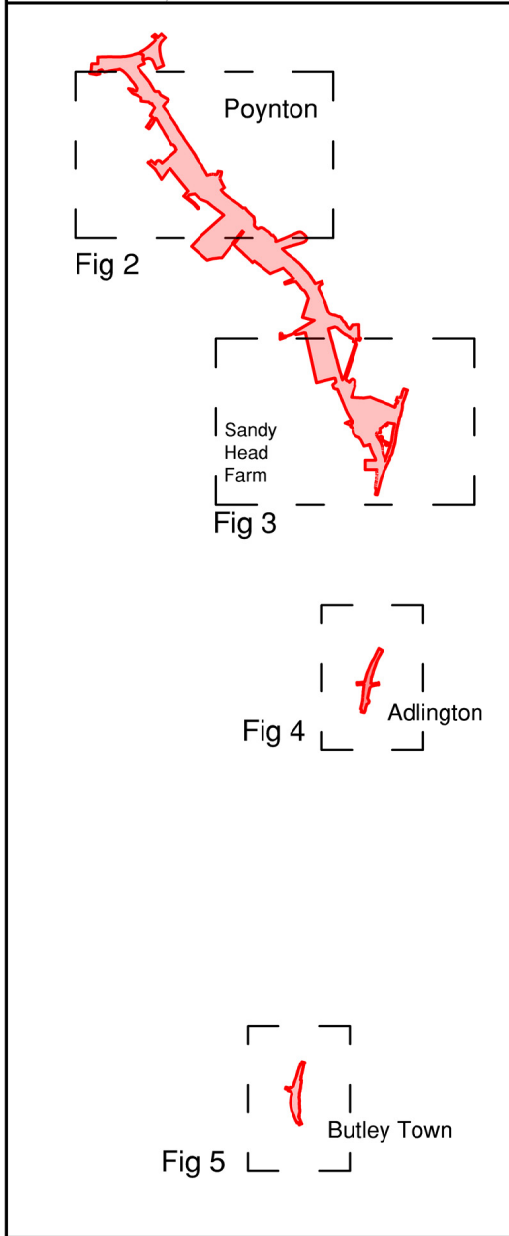 Poynton
Fig 2
Sandy
Head
Farm
Fig 3
Adlington
Fig 4
Butley Town
Fig 5